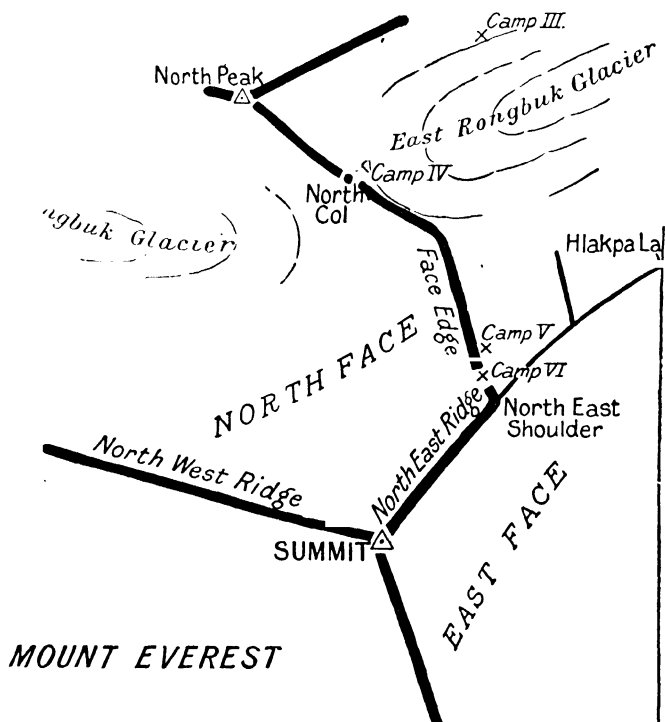 Camp III.
North Peak
East Rongbuk Glacier
Camp IV
North
Col
ngbuk Glacier
Hlakpa La
Face Edge
NORTH FACE
Camp V
Camp VI
North East
Shoulder
North East Ridge
North West Ridge
SUMMIT
EAST FACE
MOUNT EVEREST